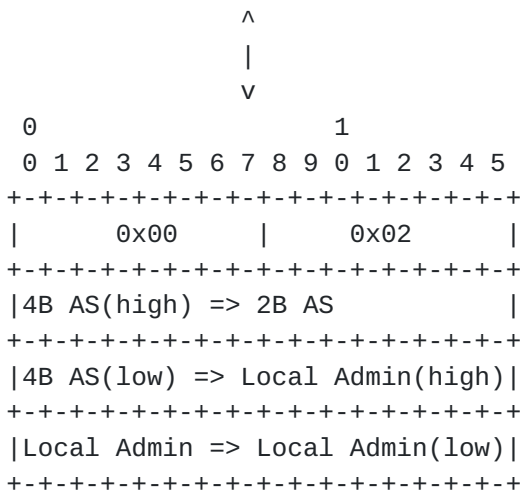 ^
|
v
0                   1
0 1 2 3 4 5 6 7 8 9 0 1 2 3 4 5
+-+-+-+-+-+-+-+-+-+-+-+-+-+-+-+-+
|       0x00    |     0x02      |
+-+-+-+-+-+-+-+-+-+-+-+-+-+-+-+-+
|4B AS(high) => 2B AS           |
+-+-+-+-+-+-+-+-+-+-+-+-+-+-+-+-+
|4B AS(low) => Local Admin(high)|
+-+-+-+-+-+-+-+-+-+-+-+-+-+-+-+-+
|Local Admin => Local Admin(low)|
+-+-+-+-+-+-+-+-+-+-+-+-+-+-+-+-+